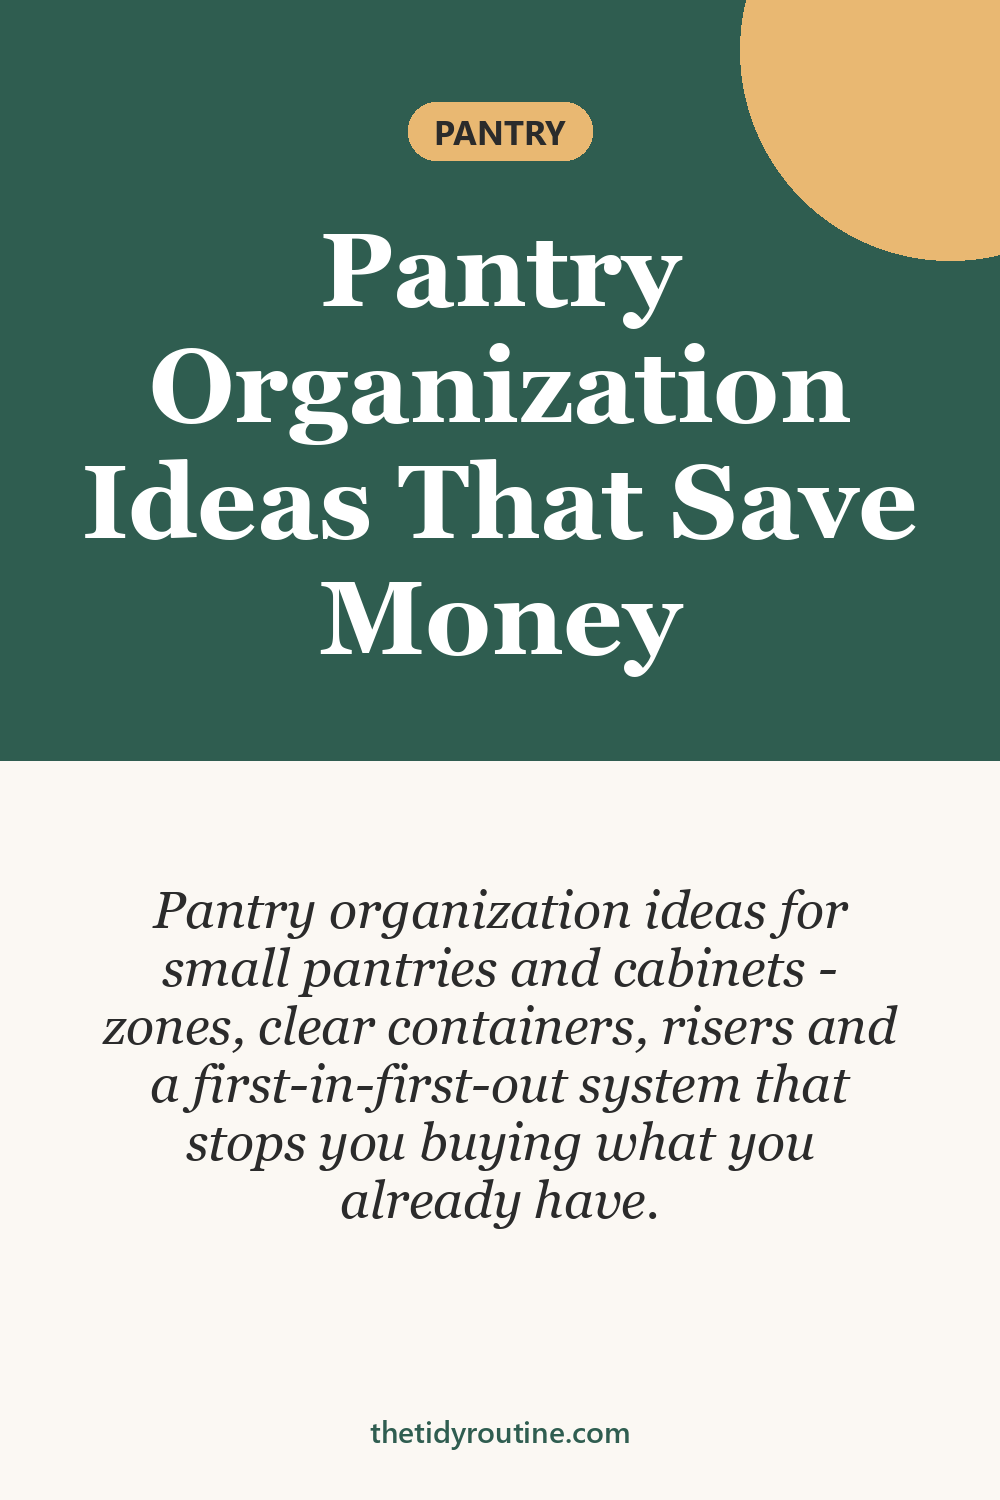 PANTRY
Pantry
Organization
Ideas That Save
Money
Pantry organization ideas for
small pantries and cabinets -
zones, clear containers, risers and
a first-in-first-out system that
stops you buying what you
already have.
thetidyroutine.com